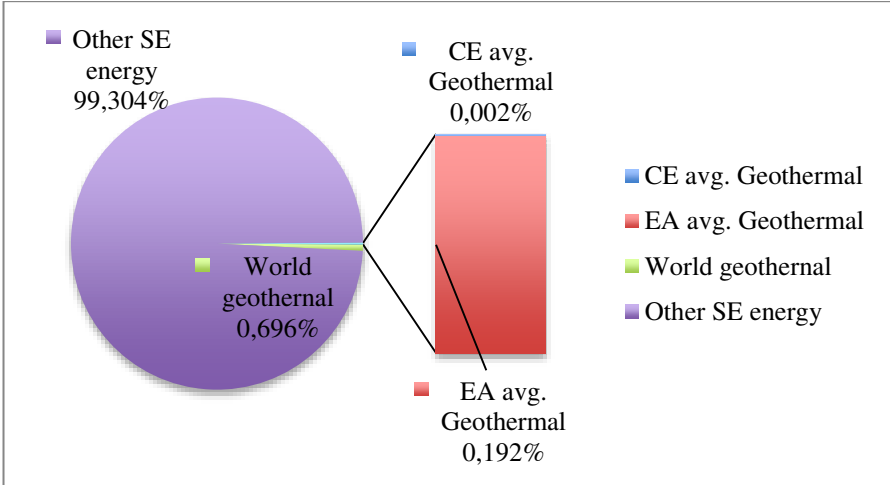 Other SE
energy
99,304%
World
geothernal
0,696%
CE avg.
Geothermal
0,002%
EA avg.
Geothermal
0,192%
CE avg. Geothermal
EA avg. Geothermal
World geothernal
Other SE energy